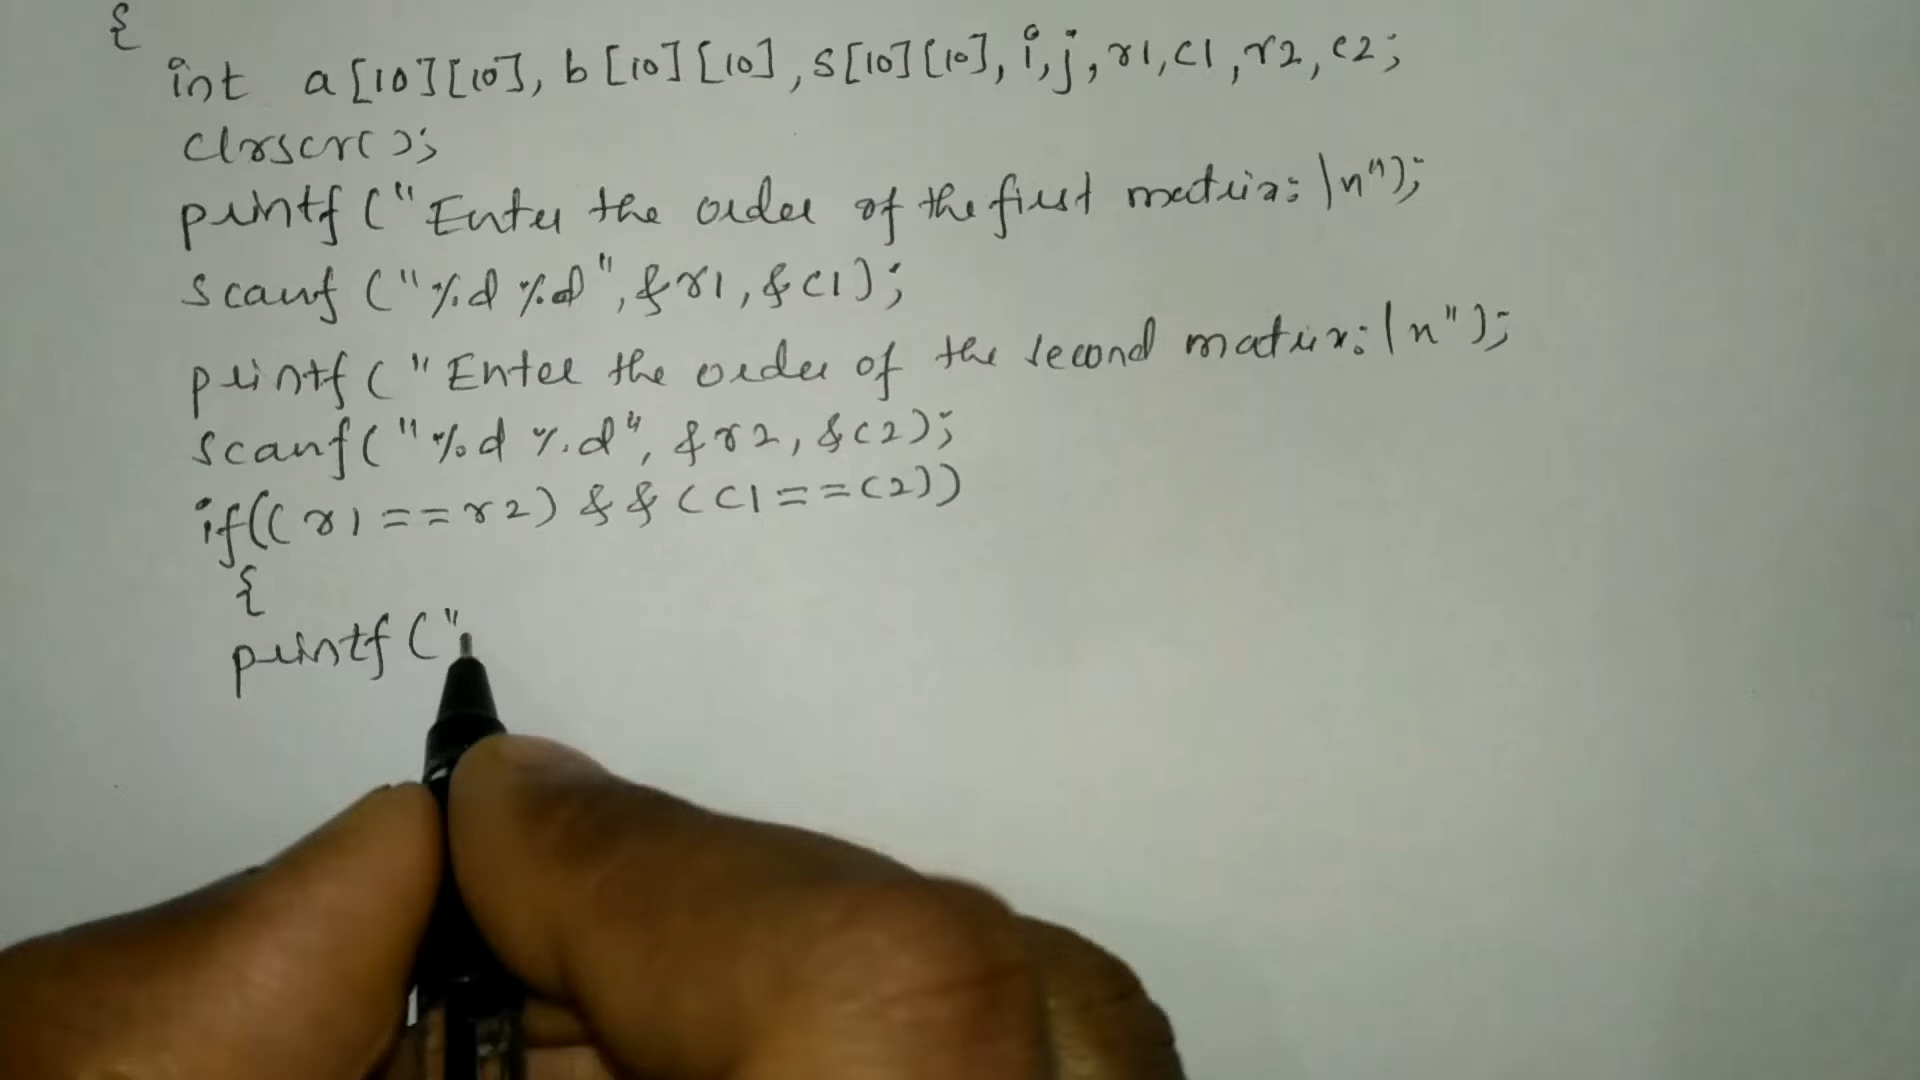 {
int a[10][10], b[10][10], s[10][10], i, j, r1, c1, r2, c2;
clrscr();
printf("Enter the order of the first matrix: \n");
scanf("%d %d", &r1, &c1);
printf("Enter the order of the second matrix: \n");
scanf("%d %d", &r2, &c2);
if((r1==r2) && (c1==c2))
{
printf("